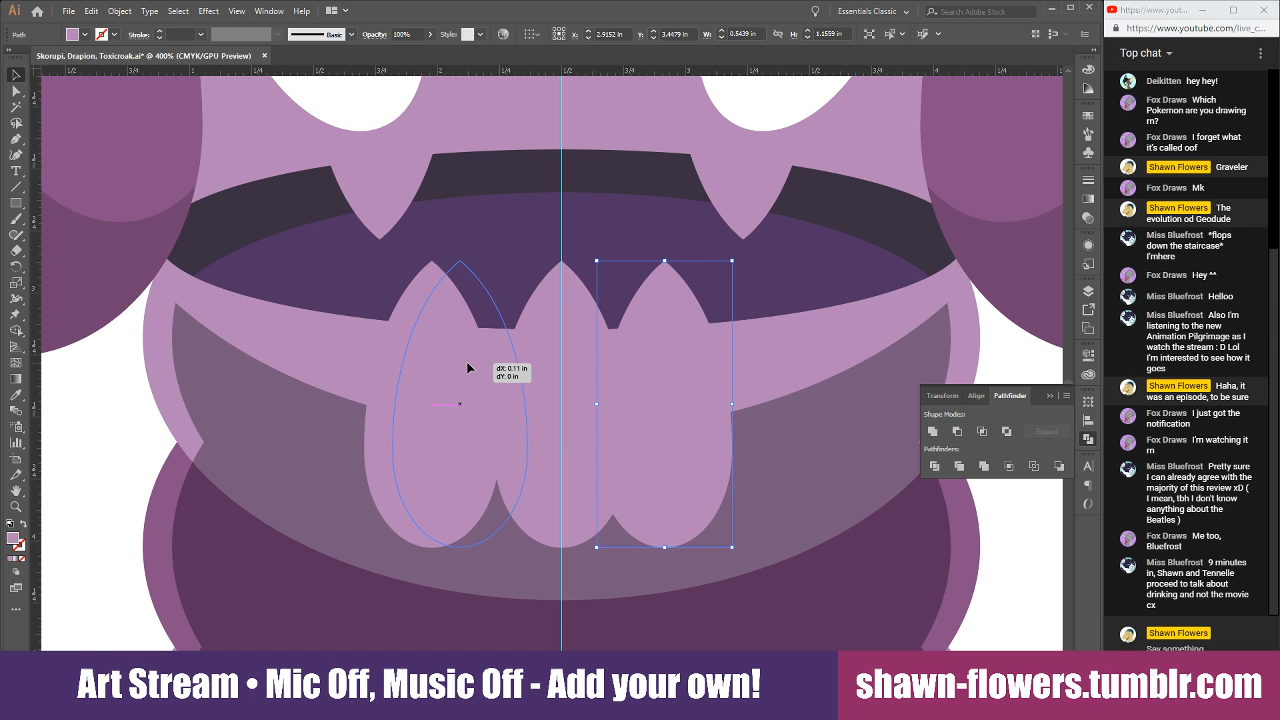 Ai
File Edit Object Type Select Effect View Window Help
Essentials Classic
Search Adobe Stock
Path
Stroke:
Basic
Opacity: 100%
Style:
X: 2.9152 in
Y: 3.4479 in
W: 0.5439 in
H: 1.1559 in
Skorupi, Drapion, Toxicroak.ai* @ 400% (CMYK/GPU Preview)
dX: 0.11 in
dY: 0 in
Transform Align Pathfinder
Shape Modes:
Expand
Pathfinders:
https://www.yout...
https://www.youtube.com/live_c...
Top chat
Deikitten hey hey!
Fox Draws Which
Pokemon are you drawing
rn?
Fox Draws I forget what
it's called oof
Shawn Flowers Graveler
Fox Draws Mk
Shawn Flowers The
evolution od Geodude
Miss Bluefrost *flops
down the staircase*
I'mhere
Fox Draws Hey ^^
Miss Bluefrost Helloo
Miss Bluefrost Also I'm
listening to the new
Animation Pilgrimage as I
watch the stream : D Lol
I'm interested to see how it
goes
Shawn Flowers Haha, it
was an episode, to be sure
Fox Draws I just got the
notification
Fox Draws I'm watching it
rn
Miss Bluefrost Pretty sure
I can already agree with the
majority of this review xD (
I mean, tbh I don't know
aanything about the
Beatles )
Fox Draws Me too,
Bluefrost
Miss Bluefrost 9 minutes
in, Shawn and Tennelle
proceed to talk about
drinking and not the movie
cx
Shawn Flowers
Say something...
Art Stream • Mic Off, Music Off - Add your own!
shawn-flowers.tumblr.com